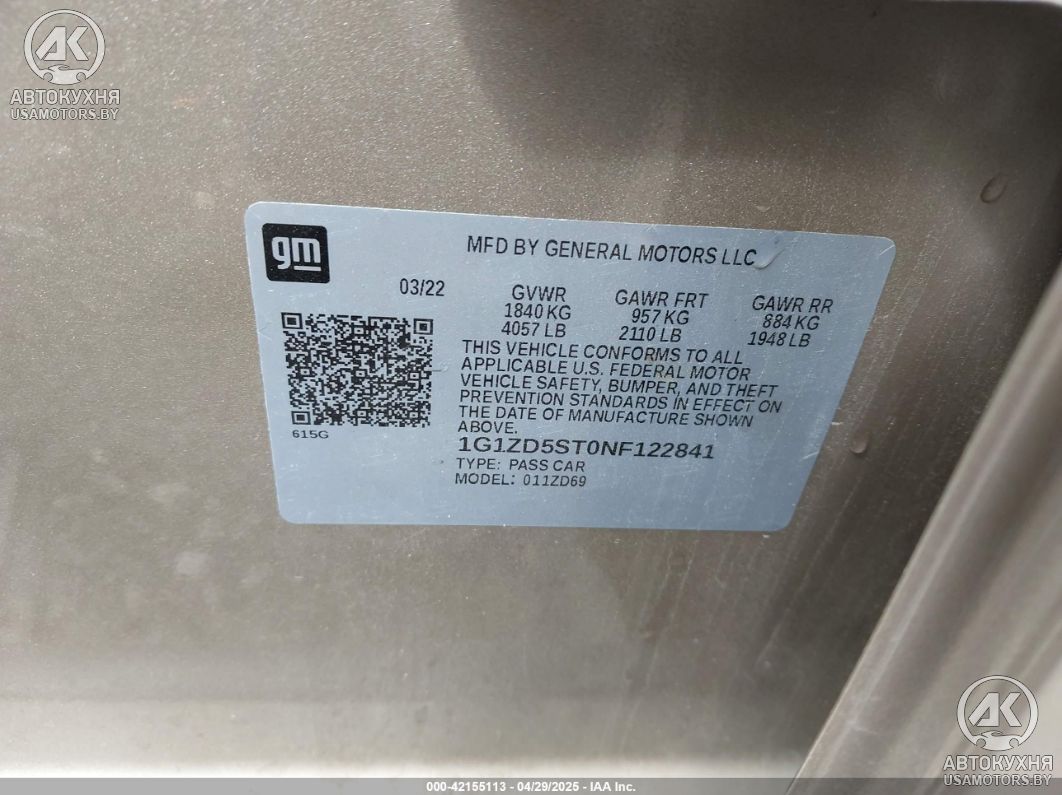 AK
АВТОКУХНЯ
USAMOTORS.BY
gm
MFD BY GENERAL MOTORS LLC
03/22
GVWR
1840 KG
4057 LB
GAWR FRT
957 KG
2110 LB
GAWR RR
884 KG
1948 LB
THIS VEHICLE CONFORMS TO ALL
APPLICABLE U.S. FEDERAL MOTOR
VEHICLE SAFETY, BUMPER, AND THEFT
PREVENTION STANDARDS IN EFFECT ON
THE DATE OF MANUFACTURE SHOWN
ABOVE.
615G
1G1ZD5ST0NF122841
TYPE: PASS CAR
MODEL: 011ZD69
AK
АВТОКУХНЯ
USAMOTORS.BY
000-42155113 - 04/29/2025 - IAA Inc.